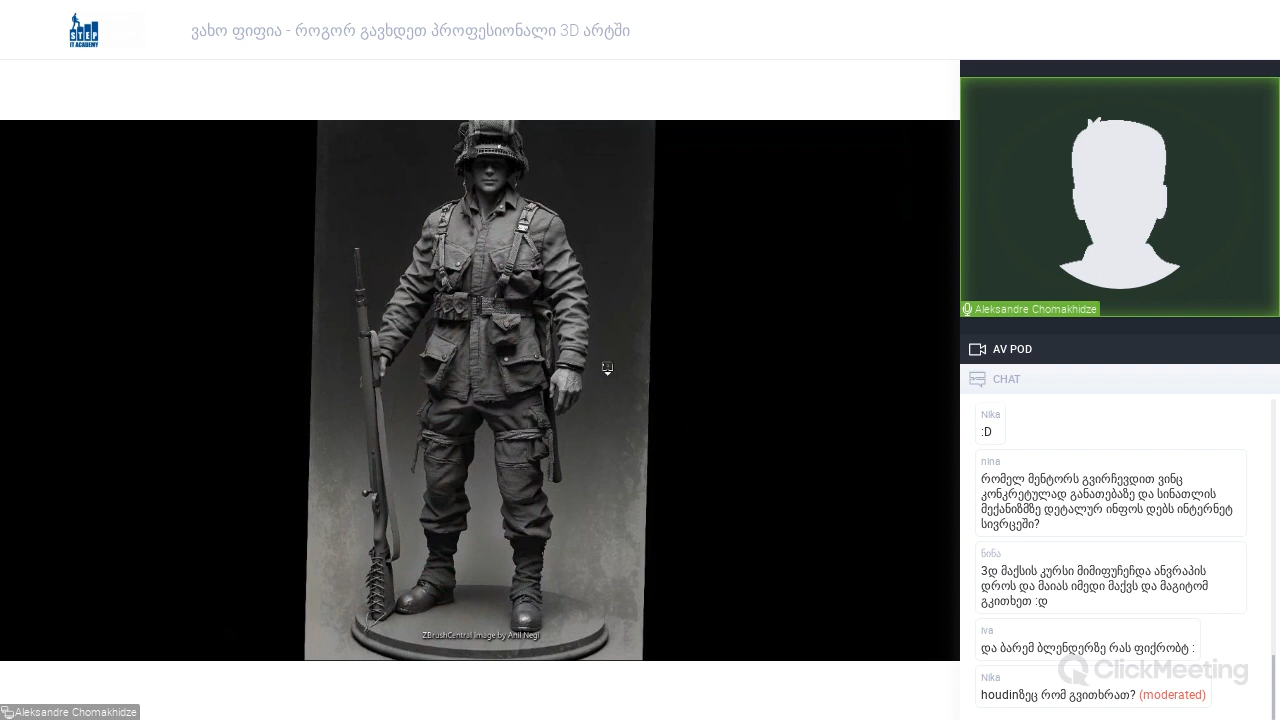 STEP
IT ACADEMY
ვახო ფიფია - როგორ გავხდეთ პროფესიონალი 3D არტში
ZBrushCentral image by Anil Negi
Aleksandre Chomakhidze
Aleksandre Chomakhidze
AV POD
CHAT
Nika
:D
nina
რომელ მენტორს გვირჩევდით ვინც
კონკრეტულად განათებაზე და სინათლის
მექანიზმზე დეტალურ ინფოს დებს ინტერნეტ
სივრცეში?
ნინა
3დ მაქსის კურსი მიმიფუჩეჩდა ანვრაპის
დროს და მაიას იმედი მაქვს და მაგიტომ
გკითხეთ :დ
iva
და ბარემ ბლენდერზე რას ფიქრობტ :
Nika
houdinზეც რომ გვითხრათ? (moderated)
ClickMeeting